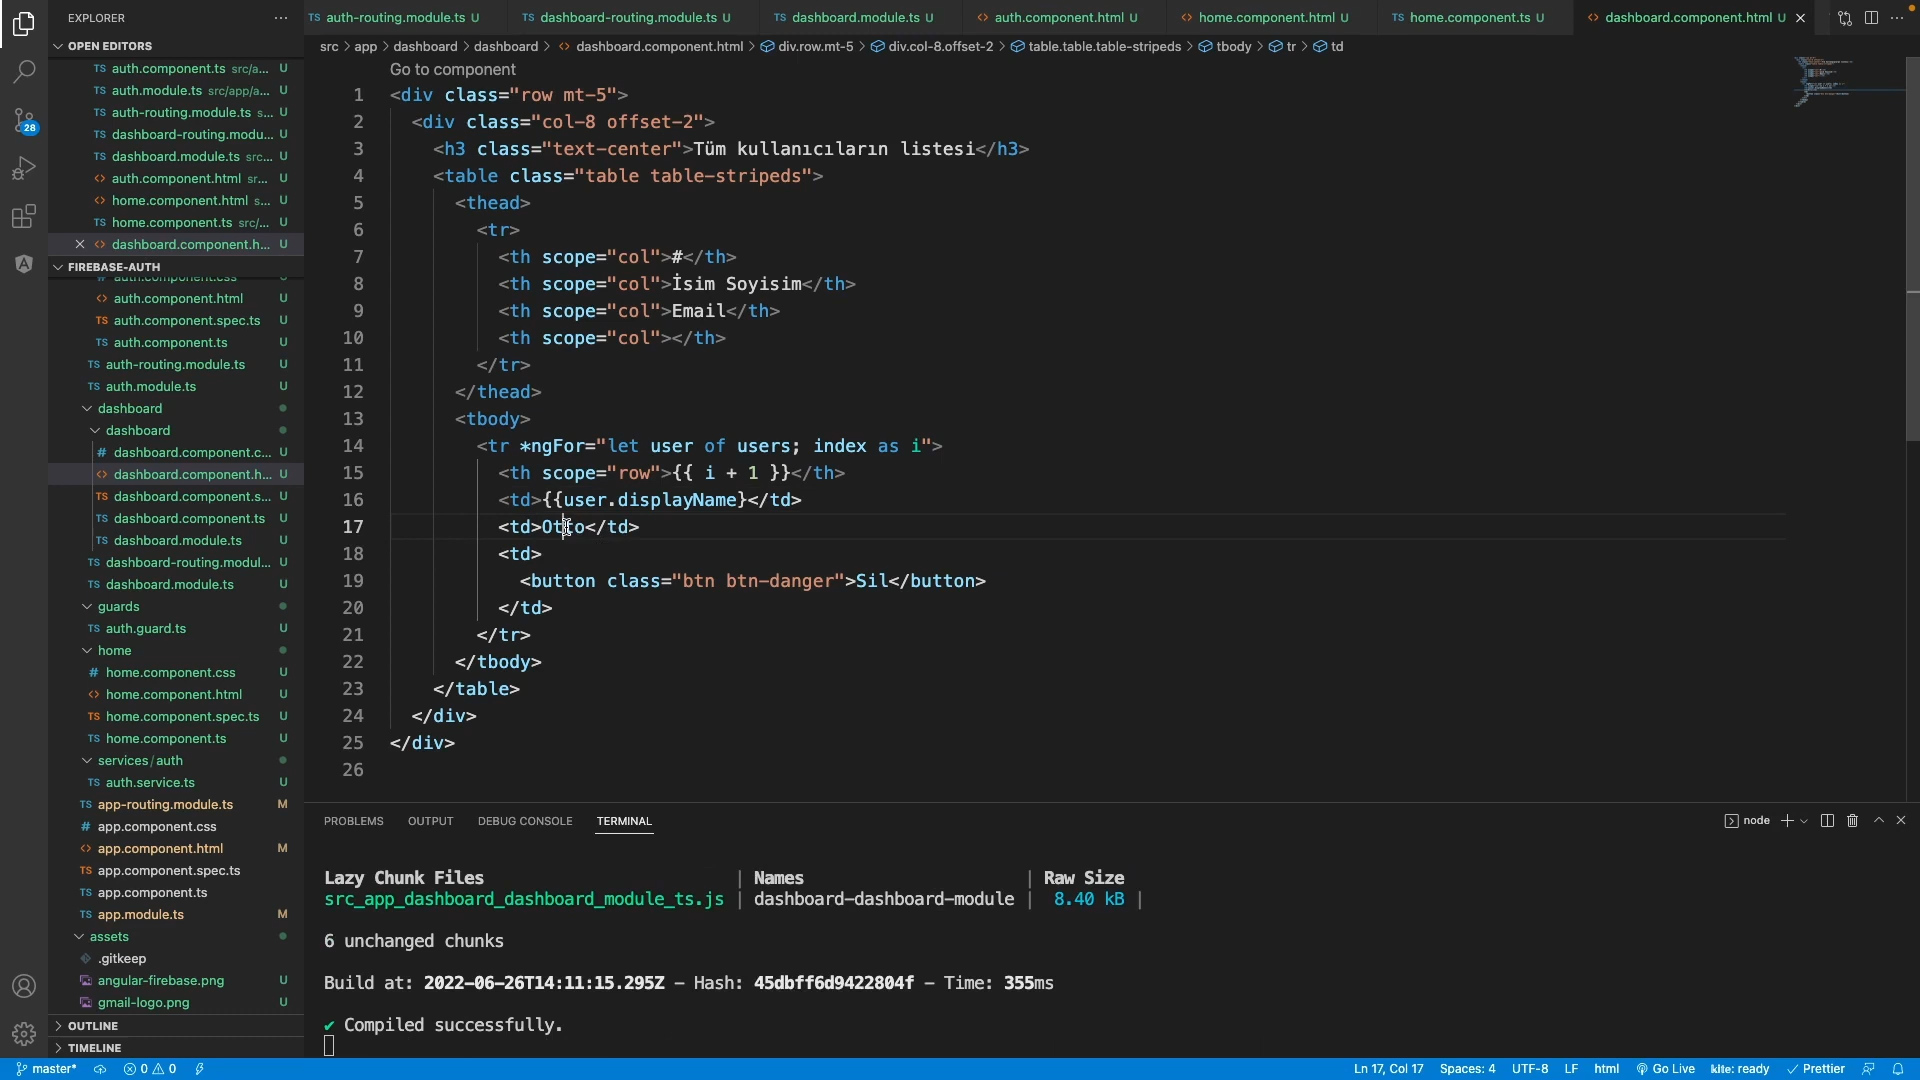 EXPLORER
OPEN EDITORS
auth.component.ts src/a... U
auth.module.ts src/app/a... U
auth-routing.module.ts s... U
dashboard-routing.modu... U
dashboard.module.ts src... U
auth.component.html sr... U
home.component.html s... U
home.component.ts src/... U
dashboard.component.h... U
FIREBASE-AUTH
auth.component.css U
auth.component.html U
auth.component.spec.ts U
auth.component.ts U
auth-routing.module.ts U
auth.module.ts U
dashboard
dashboard
dashboard.component.c... U
dashboard.component.h... U
dashboard.component.s... U
dashboard.component.ts U
dashboard.module.ts U
dashboard-routing.modul... U
dashboard.module.ts U
guards
auth.guard.ts U
home
home.component.css U
home.component.html U
home.component.spec.ts U
home.component.ts U
services/auth
auth.service.ts U
app-routing.module.ts M
app.component.css
app.component.html M
app.component.spec.ts
app.component.ts
app.module.ts M
assets
.gitkeep
angular-firebase.png U
gmail-logo.png U
OUTLINE
TIMELINE
28
auth-routing.module.ts U dashboard-routing.module.ts U dashboard.module.ts U auth.component.html U home.component.html U home.component.ts U dashboard.component.html U
src > app > dashboard > dashboard > dashboard.component.html > div.row.mt-5 > div.col-8.offset-2 > table.table.table-stripeds > tbody > tr > td
Go to component
1 <div class="row mt-5">
2 <div class="col-8 offset-2">
3 <h3 class="text-center">Tüm kullanıcıların listesi</h3>
4 <table class="table table-stripeds">
5 <thead>
6 <tr>
7 <th scope="col">#</th>
8 <th scope="col">İsim Soyisim</th>
9 <th scope="col">Email</th>
10 <th scope="col"></th>
11 </tr>
12 </thead>
13 <tbody>
14 <tr *ngFor="let user of users; index as i">
15 <th scope="row">{{ i + 1 }}</th>
16 <td>{{user.displayName}</td>
17 <td>Otto</td>
18 <td>
19 <button class="btn btn-danger">Sil</button>
20 </td>
21 </tr>
22 </tbody>
23 </table>
24 </div>
25 </div>
26
PROBLEMS OUTPUT DEBUG CONSOLE TERMINAL
node
Lazy Chunk Files | Names | Raw Size
src_app_dashboard_dashboard_module_ts.js | dashboard-dashboard-module | 8.40 kB |
6 unchanged chunks
Build at: 2022-06-26T14:11:15.295Z - Hash: 45dbff6d9422804f - Time: 355ms
✔ Compiled successfully.
master* 0 0 Ln 17, Col 17 Spaces: 4 UTF-8 LF html Go Live kite: ready Prettier